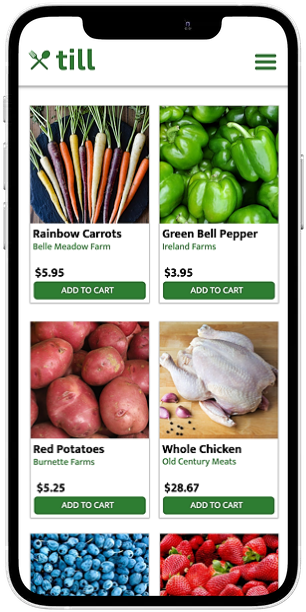 till
Rainbow Carrots
Belle Meadow Farm
$5.95
ADD TO CART
Green Bell Pepper
Ireland Farms
$3.95
ADD TO CART
Red Potatoes
Burnette Farms
$5.25
ADD TO CART
Whole Chicken
Old Century Meats
$28.67
ADD TO CART